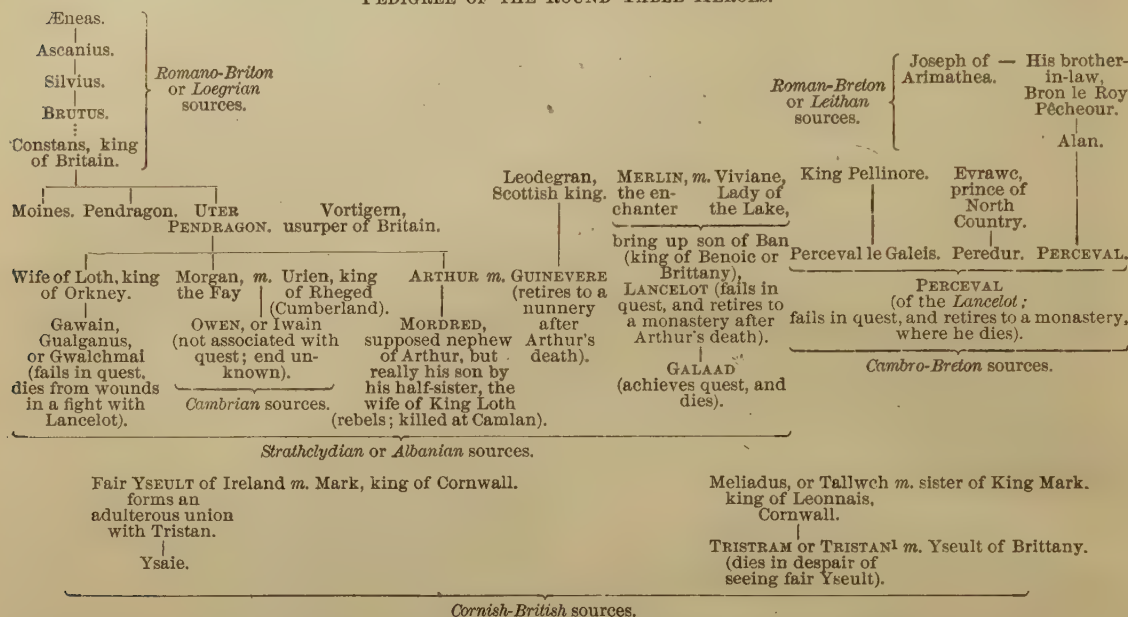 PEDIGREE OF THE ROUND TABLE HEROES.
Æneas.
Ascanius.
Silvius.
BRUTUS.
Constans, king
of Britain.
Romano-Briton
or Loegrian
sources.
Roman-Breton
or Leithan
sources.
Joseph of —
Arimathea.
His brother-
in-law,
Bron le Roy
Pêcheour.
Alan.
Moines. Pendragon. UTER
PENDRAGON.
Vortigern,
usurper of Britain.
Leodegran,
Scottish king.
MERLIN, m. Viviane,
the en- Lady of
chanter the Lake,
King Pellinore.
Evrawc,
prince of
North
Country.
Wife of Loth, king
of Orkney.
Gawain,
Gualganus,
or Gwalchmai
(fails in quest,
dies from wounds
in a fight with
Lancelot).
Morgan, m. Urien, king
the Fay of Rheged
(Cumberland).
OWEN, or Iwain
(not associated with
quest; end un-
known).
Cambrian sources.
ARTHUR m. GUINEVERE
(retires to a
nunnery
after
Arthur's
death).
MORDRED,
supposed nephew
of Arthur, but
really his son by
his half-sister, the
wife of King Loth
(rebels; killed at Camlan).
bring up son of Ban
(king of Benoic or
Brittany),
LANCELOT (fails in
quest, and retires to
a monastery after
Arthur's death).
GALAAD
(achieves quest, and
dies).
Perceval le Galeis. Peredur. PERCEVAL.
PERCEVAL
(of the Lancelot;
fails in quest, and retires to a monastery,
where he dies).
Cambro-Breton sources.
Strathclydian or Albanian sources.
Fair YSEULT of Ireland m. Mark, king of Cornwall.
forms an
adulterous union
with Tristan.
Ysaie.
Meliadus, or Tallwch m. sister of King Mark.
king of Leonnais,
Cornwall.
TRISTRAM or TRISTAN¹ m. Yseult of Brittany.
(dies in despair of
seeing fair Yseult).
Cornish-British sources.